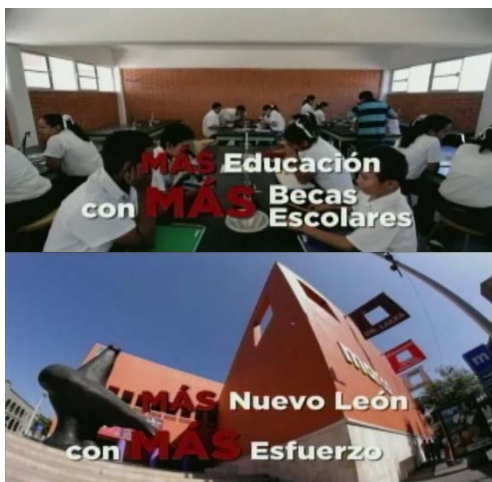 MÁS Educación
con MÁS Becas
Escolares
MÁS Nuevo León
con MÁS Esfuerzo